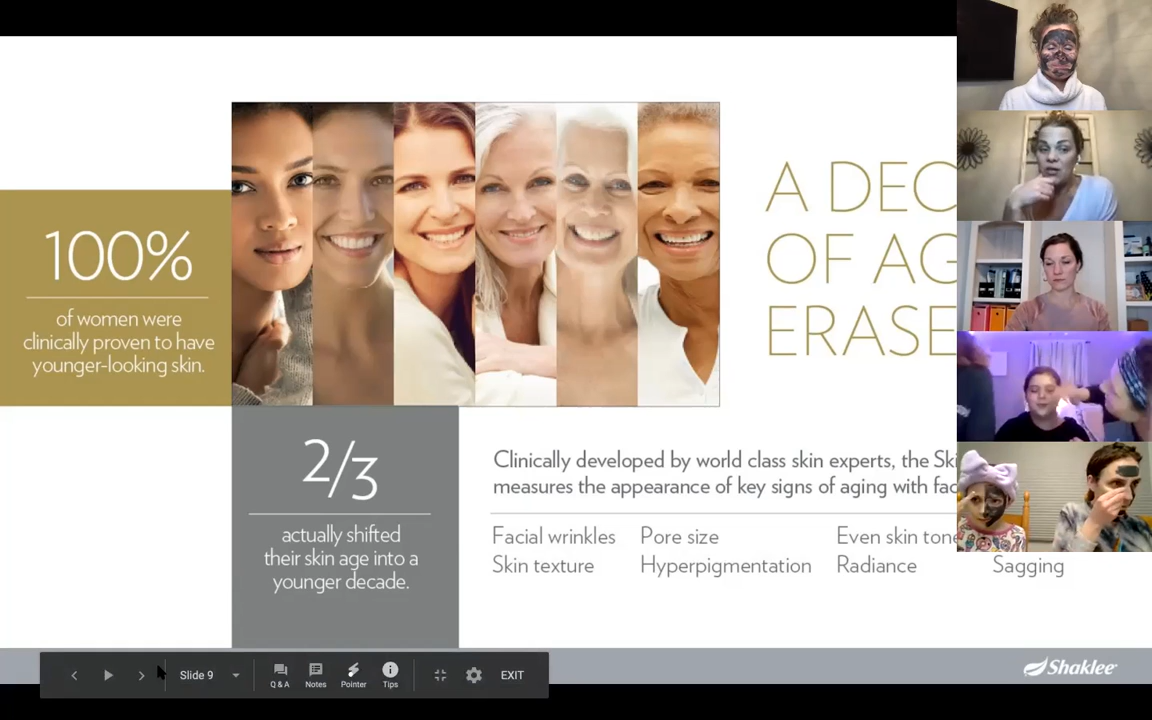 100%
of women were
clinically proven to have
younger-looking skin.
A DEC
OF AG
ERASE
2/3
actually shifted
their skin age into a
younger decade.
Clinically developed by world class skin experts, the Ski
measures the appearance of key signs of aging with fac
Facial wrinkles Pore size Even skin tone
Skin texture Hyperpigmentation Radiance Sagging
Slide 9 Q & A Notes Pointer Tips EXIT
Shaklee